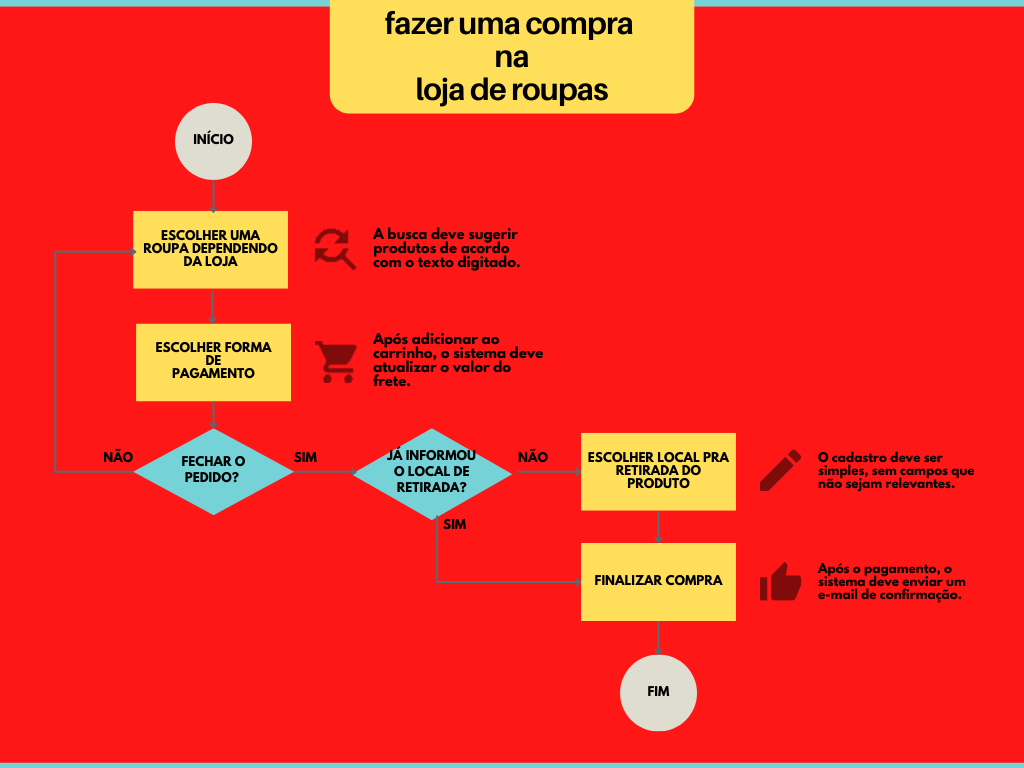 fazer uma compra
na
loja de roupas
INÍCIO
ESCOLHER UMA
ROUPA DEPENDENDO
DA LOJA
A busca deve sugerir
produtos de acordo
com o texto digitado.
ESCOLHER FORMA
DE
PAGAMENTO
Após adicionar ao
carrinho, o sistema deve
atualizar o valor do
frete.
NÃO
FECHAR O
PEDIDO?
SIM
JÁ INFORMOU
O LOCAL DE
RETIRADA?
NÃO
SIM
ESCOLHER LOCAL PRA
RETIRADA DO
PRODUTO
O cadastro deve ser
simples, sem campos que
não sejam relevantes.
FINALIZAR COMPRA
Após o pagamento, o
sistema deve enviar um
e-mail de confirmação.
FIM